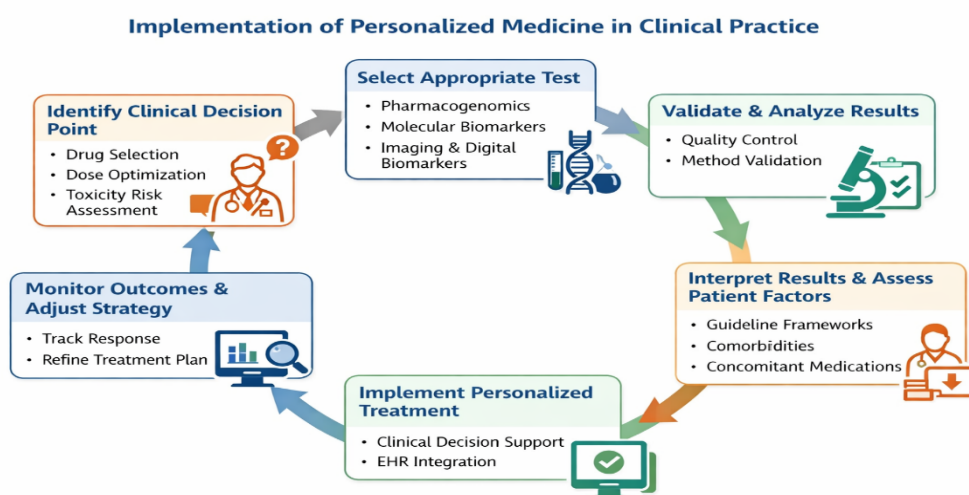 Implementation of Personalized Medicine in Clinical Practice
Identify Clinical Decision
Point
• Drug Selection
• Dose Optimization
• Toxicity Risk
Assessment
?
Select Appropriate Test
• Pharmacogenomics
• Molecular Biomarkers
• Imaging & Digital
Biomarkers
Validate & Analyze Results
• Quality Control
• Method Validation
Interpret Results & Assess
Patient Factors
• Guideline Frameworks
• Comorbidities
• Concomitant Medications
Implement Personalized
Treatment
• Clinical Decision Support
• EHR Integration
Monitor Outcomes &
Adjust Strategy
• Track Response
• Refine Treatment Plan